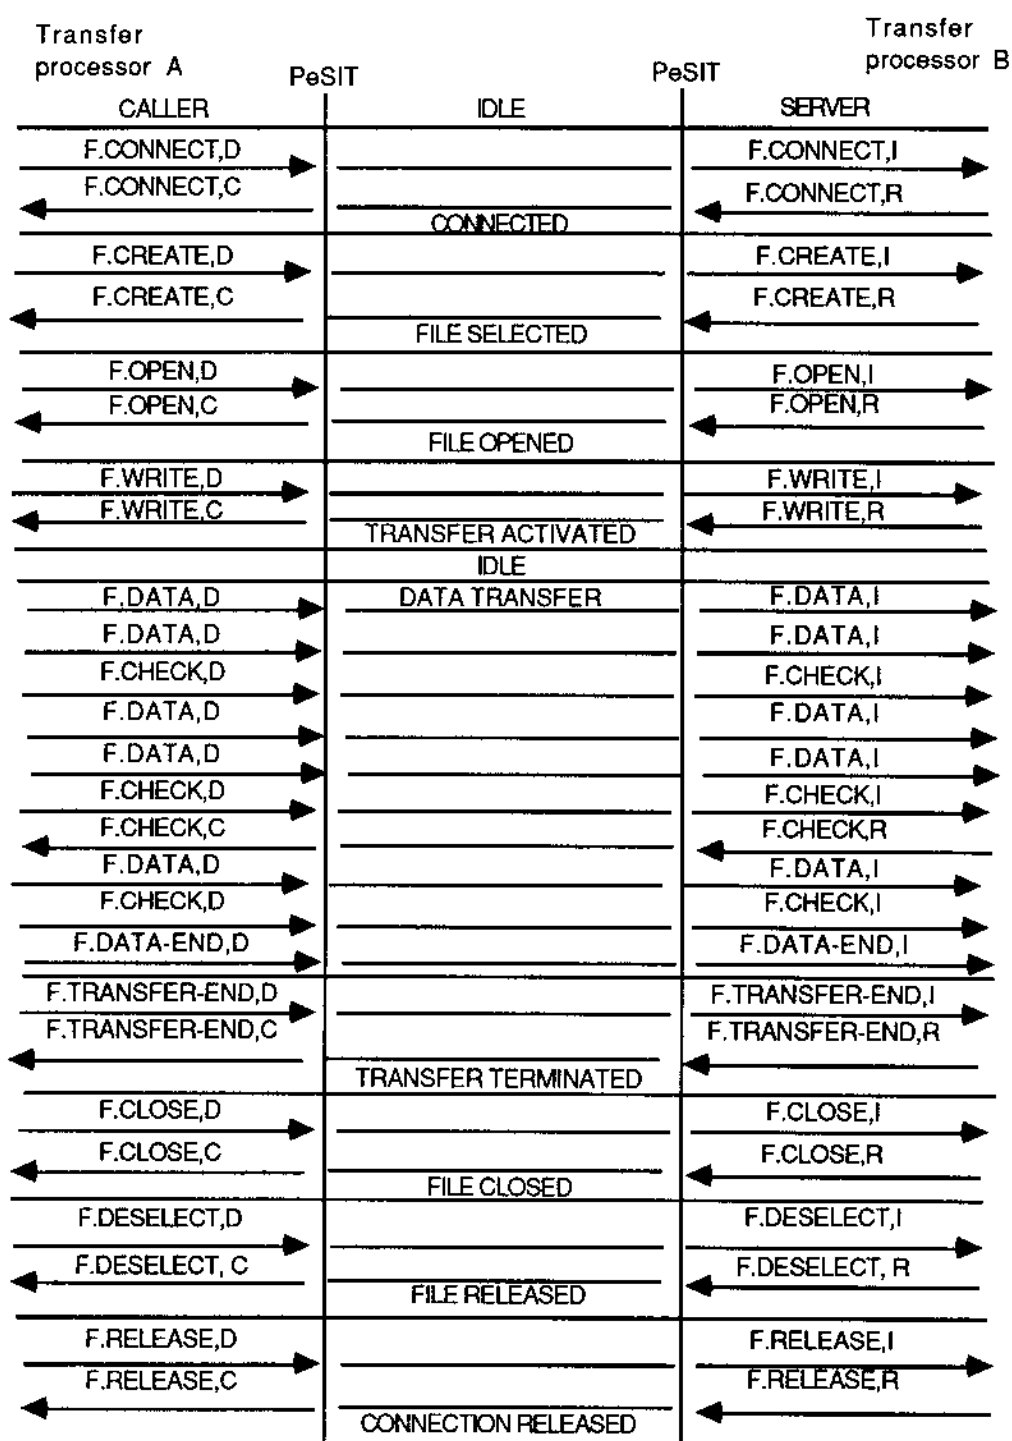 Transfer
processor A
Transfer
processor B
PeSIT
PeSIT
CALLER IDLE SERVER
F.CONNECT,D F.CONNECT,I
F.CONNECT,C F.CONNECT,R
CONNECTED
F.CREATE,D F.CREATE,I
F.CREATE,C F.CREATE,R
FILE SELECTED
F.OPEN,D F.OPEN,I
F.OPEN,C F.OPEN,R
FILE OPENED
F.WRITE,D F.WRITE,I
F.WRITE,C F.WRITE,R
TRANSFER ACTIVATED
IDLE
F.DATA,D DATA TRANSFER F.DATA,I
F.DATA,D F.DATA,I
F.CHECK,D F.CHECK,I
F.DATA,D F.DATA,I
F.DATA,D F.DATA,I
F.CHECK,D F.CHECK,I
F.CHECK,C F.CHECK,R
F.DATA,D F.DATA,I
F.CHECK,D F.CHECK,I
F.DATA-END,D F.DATA-END,I
F.TRANSFER-END,D F.TRANSFER-END,I
F.TRANSFER-END,C F.TRANSFER-END,R
TRANSFER TERMINATED
F.CLOSE,D F.CLOSE,I
F.CLOSE,C F.CLOSE,R
FILE CLOSED
F.DESELECT,D F.DESELECT,I
F.DESELECT, C F.DESELECT, R
FILE RELEASED
F.RELEASE,D F.RELEASE,I
F.RELEASE,C F.RELEASE,R
CONNECTION RELEASED